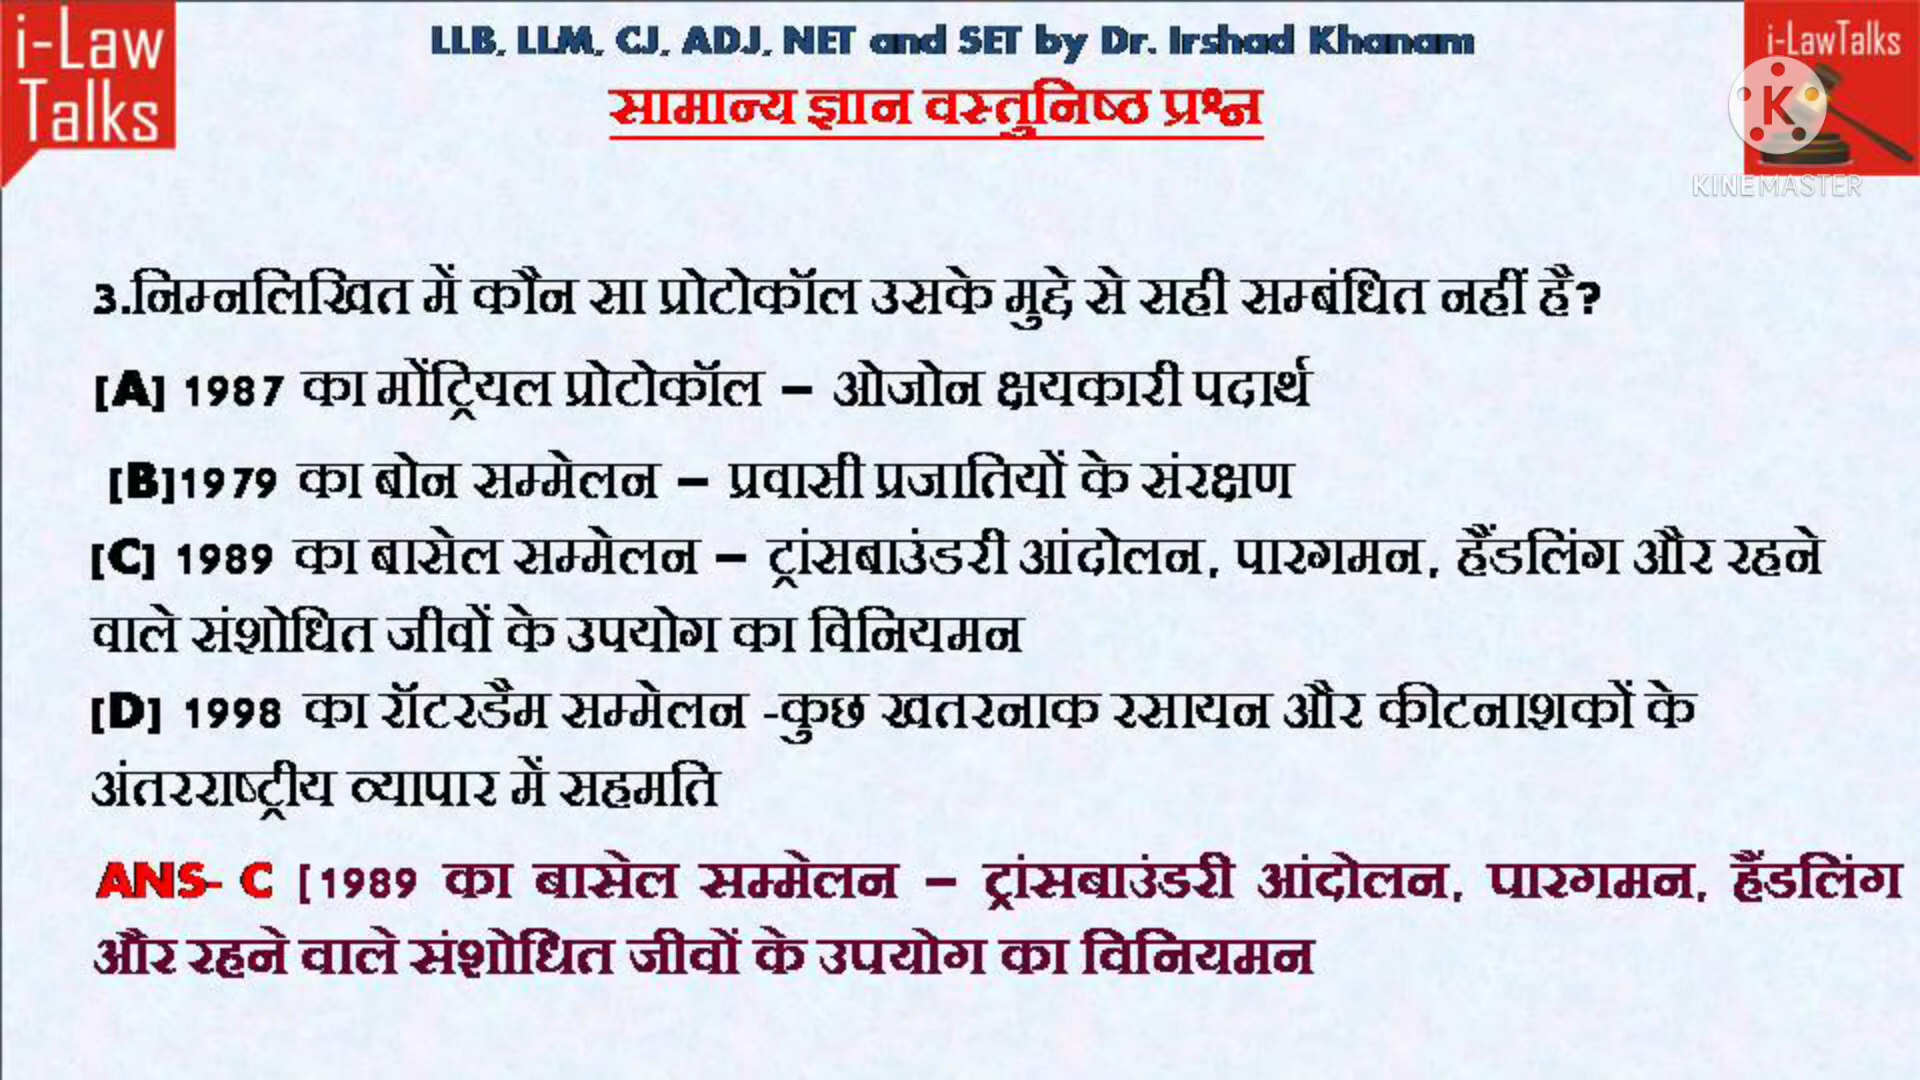 i-Law
Talks
LLB, LLM, CJ, ADJ, NET and SET by Dr. Irshad Khanam
i-LawTalks
K
KINEMASTER
सामान्य ज्ञान वस्तुनिष्ठ प्रश्न
3.निम्नलिखित में कौन सा प्रोटोकॉल उसके मुद्दे से सही सम्बंधित नहीं है?
[A] 1987 का मोंट्रियल प्रोटोकॉल – ओजोन क्षयकारी पदार्थ
[B]1979 का बोन सम्मेलन – प्रवासी प्रजातियों के संरक्षण
[C] 1989 का बासेल सम्मेलन – ट्रांसबाउंडरी आंदोलन, पारगमन, हैंडलिंग और रहने
वाले संशोधित जीवों के उपयोग का विनियमन
[D] 1998 का रॉटरडैम सम्मेलन -कुछ खतरनाक रसायन और कीटनाशकों के
अंतरराष्ट्रीय व्यापार में सहमति
ANS- C [1989 का बासेल सम्मेलन – ट्रांसबाउंडरी आंदोलन, पारगमन, हैंडलिंग
और रहने वाले संशोधित जीवों के उपयोग का विनियमन